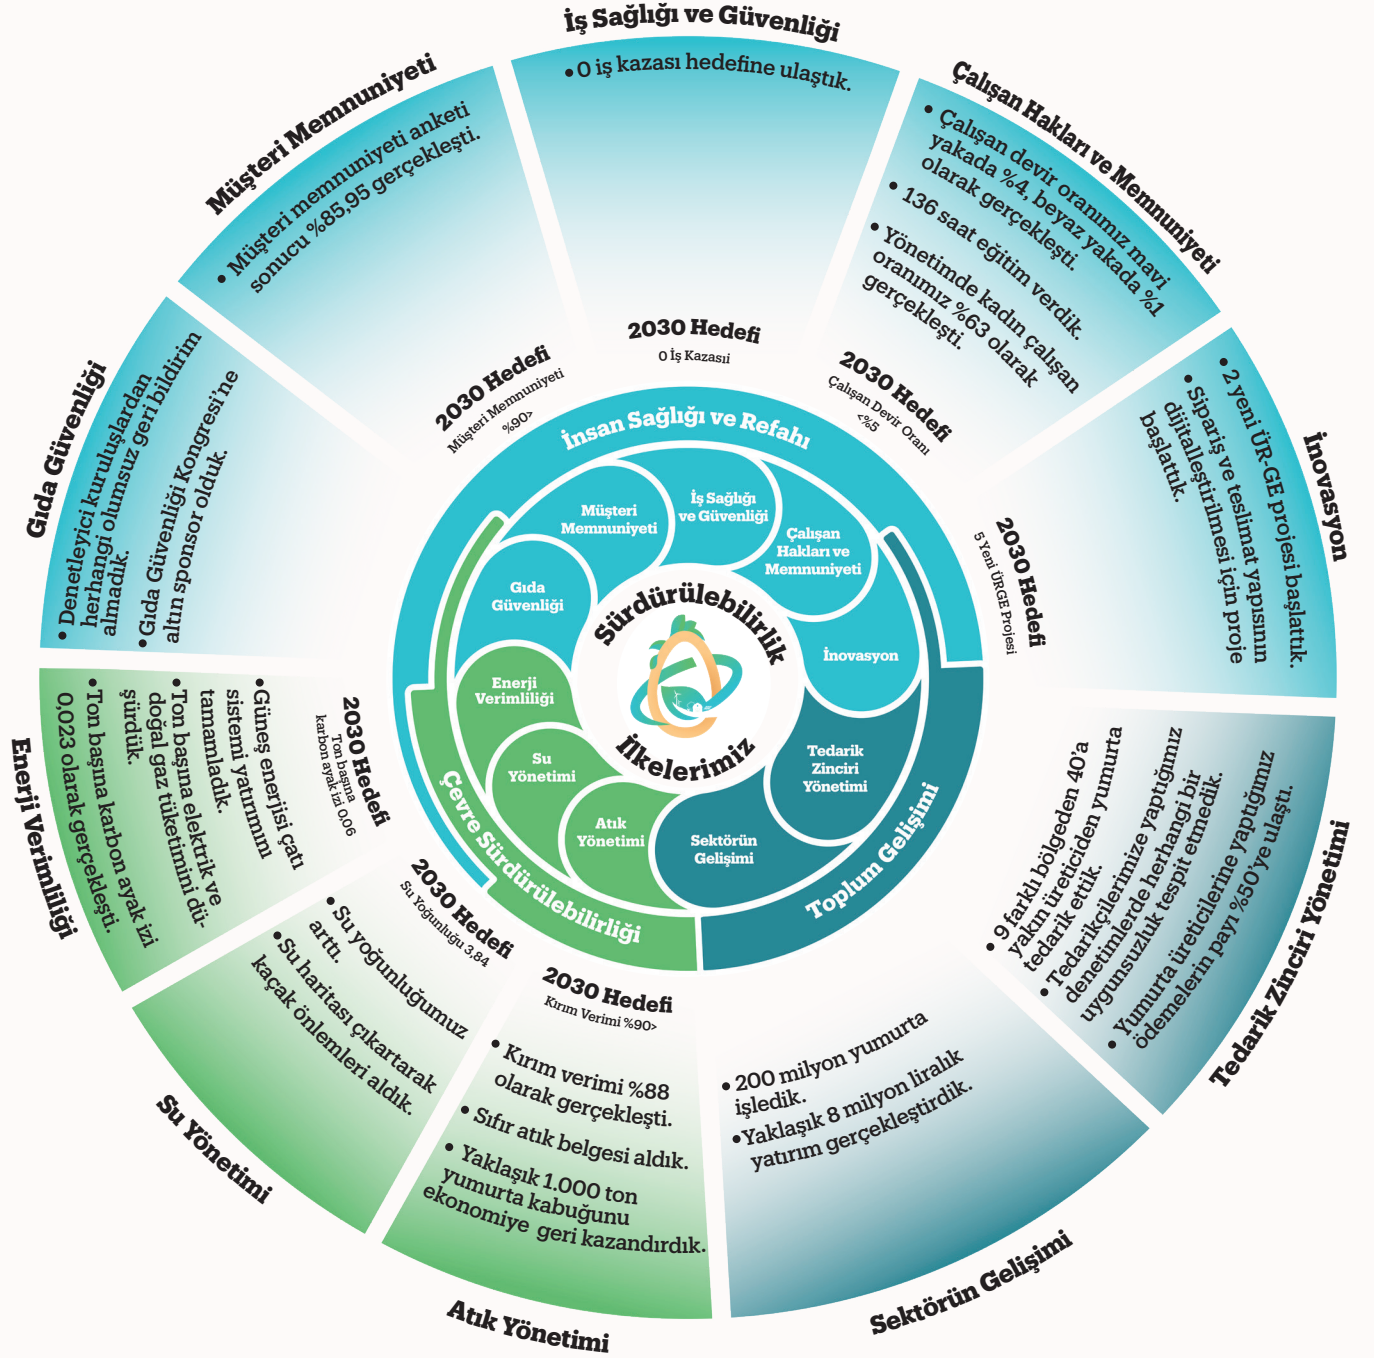 İş Sağlığı ve Güvenliği
• 0 iş kazası hedefine ulaştık.
2030 Hedefi
0 İş Kazasıi
Çalışan Hakları ve Memnuniyeti
• Çalışan devir oranımız mavi
yakada %4, beyaz yakada %1
olarak gerçekleşti.
• 136 saat eğitim verdik.
• Yönetimde kadın çalışan
oranımız %63 olarak
gerçekleşti.
2030 Hedefi
Çalışan Devir Oranı
<%5
İnovasyon
• 2 yeni ÜR-GE projesi başlattık.
• Sipariş ve teslimat yapısının
dijitalleştirilmesi için proje
başlattık.
2030 Hedefi
5 Yeni ÜRGE Projesi
Tedarik Zinciri Yönetimi
• 9 farklı bölgeden 40'a
yakın üreticiden yumurta
tedarik ettik.
• Tedarikçilerimize yaptığımız
denetimlerde herhangi bir
uygunsuzluk tespit etmedik.
• Yumurta üreticilerine yaptığımız
ödemelerin payı %50'ye ulaştı.
Sektörün Gelişimi
• 200 milyon yumurta
işledik.
• Yaklaşık 8 milyon liralık
yatırım gerçekleştirdik.
Atık Yönetimi
2030 Hedefi
Kırım Verimi %90>
• Kırım verimi %88
olarak gerçekleşti.
• Sıfır atık belgesi aldık.
• Yaklaşık 1.000 ton
yumurta kabuğunu
ekonomiye geri kazandırdık.
Su Yönetimi
2030 Hedefi
Su Yoğunluğu 3,84
• Su yoğunluğumuz
arttı.
• Su haritası çıkartarak
kaçak önlemleri aldık.
Enerji Verimliliği
2030 Hedefi
Ton başına
karbon ayak izi 0,06
• Güneş enerjisi çatı
sistemi yatırımını
tamamladık.
• Ton başına elektrik ve
doğal gaz tüketimini dü-
şürdük.
• Ton başına karbon ayak izi
0,023 olarak gerçekleşti.
Gıda Güvenliği
• Denetleyici kuruluşlardan
herhangi olumsuz geri bildirim
almadık.
• Gıda Güvenliği Kongresi'ne
altın sponsor olduk.
Müşteri Memnuniyeti
• Müşteri memnuniyeti anketi
sonucu %85,95 gerçekleşti.
2030 Hedefi
Müşteri Memnuniyeti
%90>
İnsan Sağlığı ve Refahı
Müşteri
Memnuniyeti
İş Sağlığı
ve Güvenliği
Çalışan
Hakları ve
Memnuniyeti
Gıda
Güvenliği
İnovasyon
Toplum Gelişimi
Tedarik
Zinciri
Yönetimi
Sektörün
Gelişimi
Çevre Sürdürülebilirliği
Enerji
Verimliliği
Su
Yönetimi
Atık
Yönetimi
Sürdürülebilirlik
İlkelerimiz